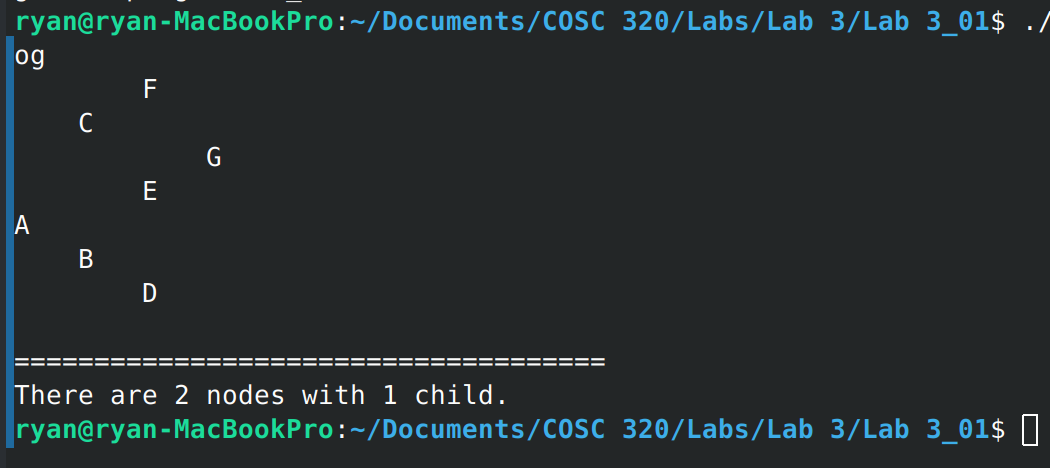 ryan@ryan-MacBookPro:~/Documents/COSC 320/Labs/Lab 3/Lab 3_01$ ./
og
F
C
G
E
A
B
D
=====================================
There are 2 nodes with 1 child.
ryan@ryan-MacBookPro:~/Documents/COSC 320/Labs/Lab 3/Lab 3_01$